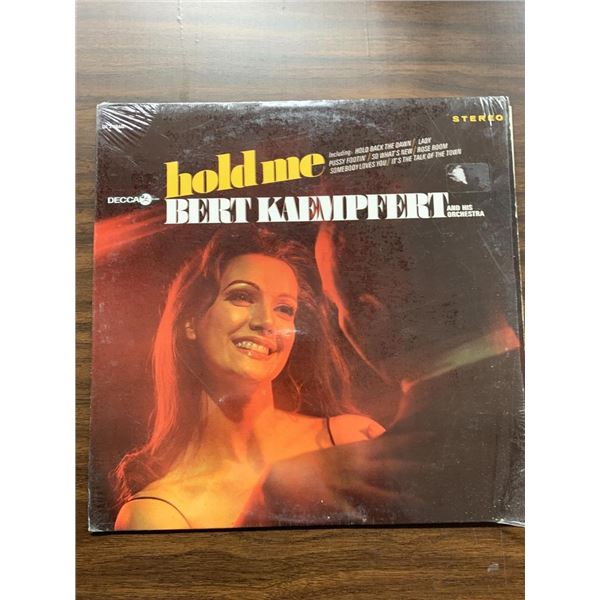 STEREO
hold me
Including: HOLD BACK THE DAWN / LADY
PUSSY FOOTIN' / SO WHAT'S NEW / ROSE ROOM
SOMEBODY LOVES YOU / IT'S THE TALK OF THE TOWN
DECCA
BERT KAEMPFERT
AND HIS
ORCHESTRA